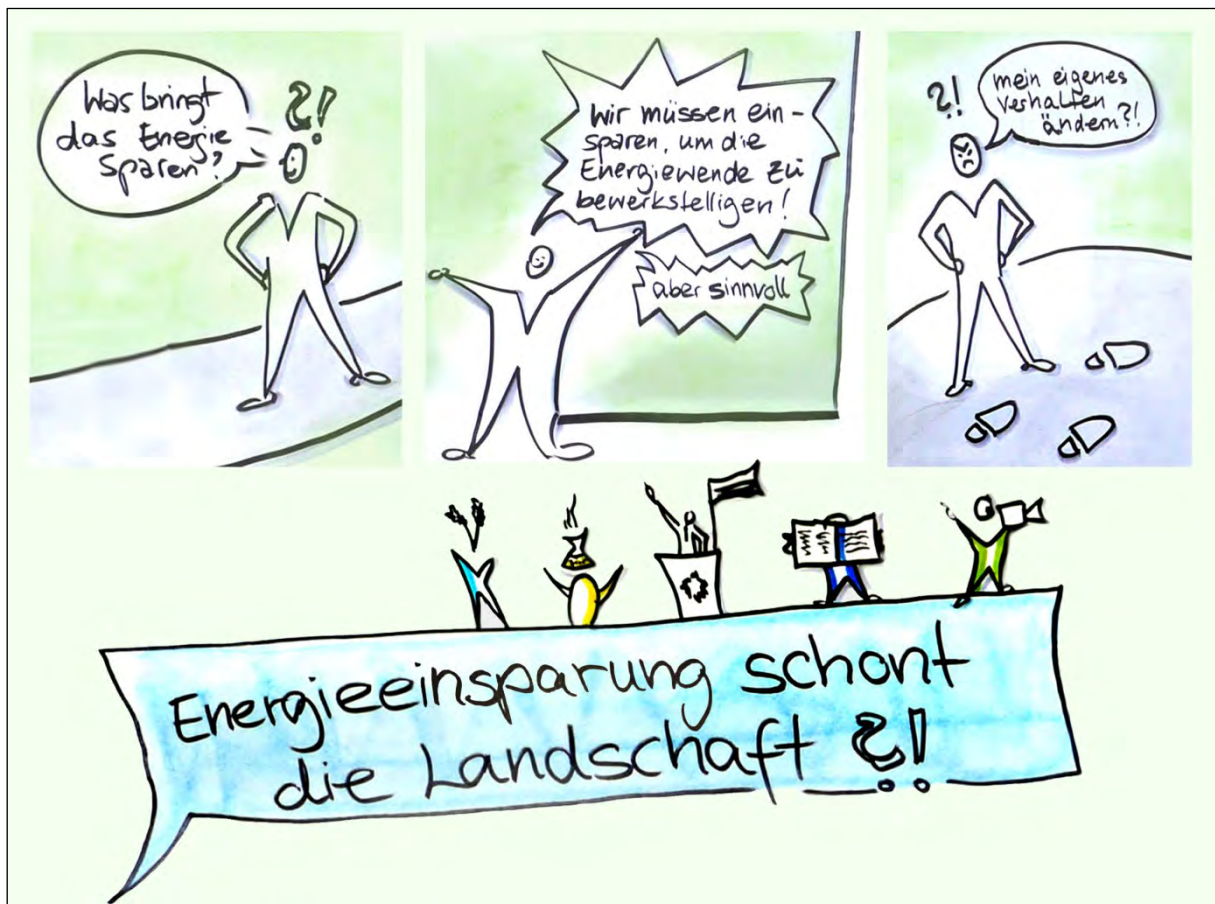 Was bringt
das Energie
sparen?
?!
Wir müssen ein-
sparen, um die
Energiewende zu
bewerkstelligen!
aber sinnvoll
?!
mein eigenes
verhalten
ändern?!
Energieeinsparung schont
die Landschaft ?!